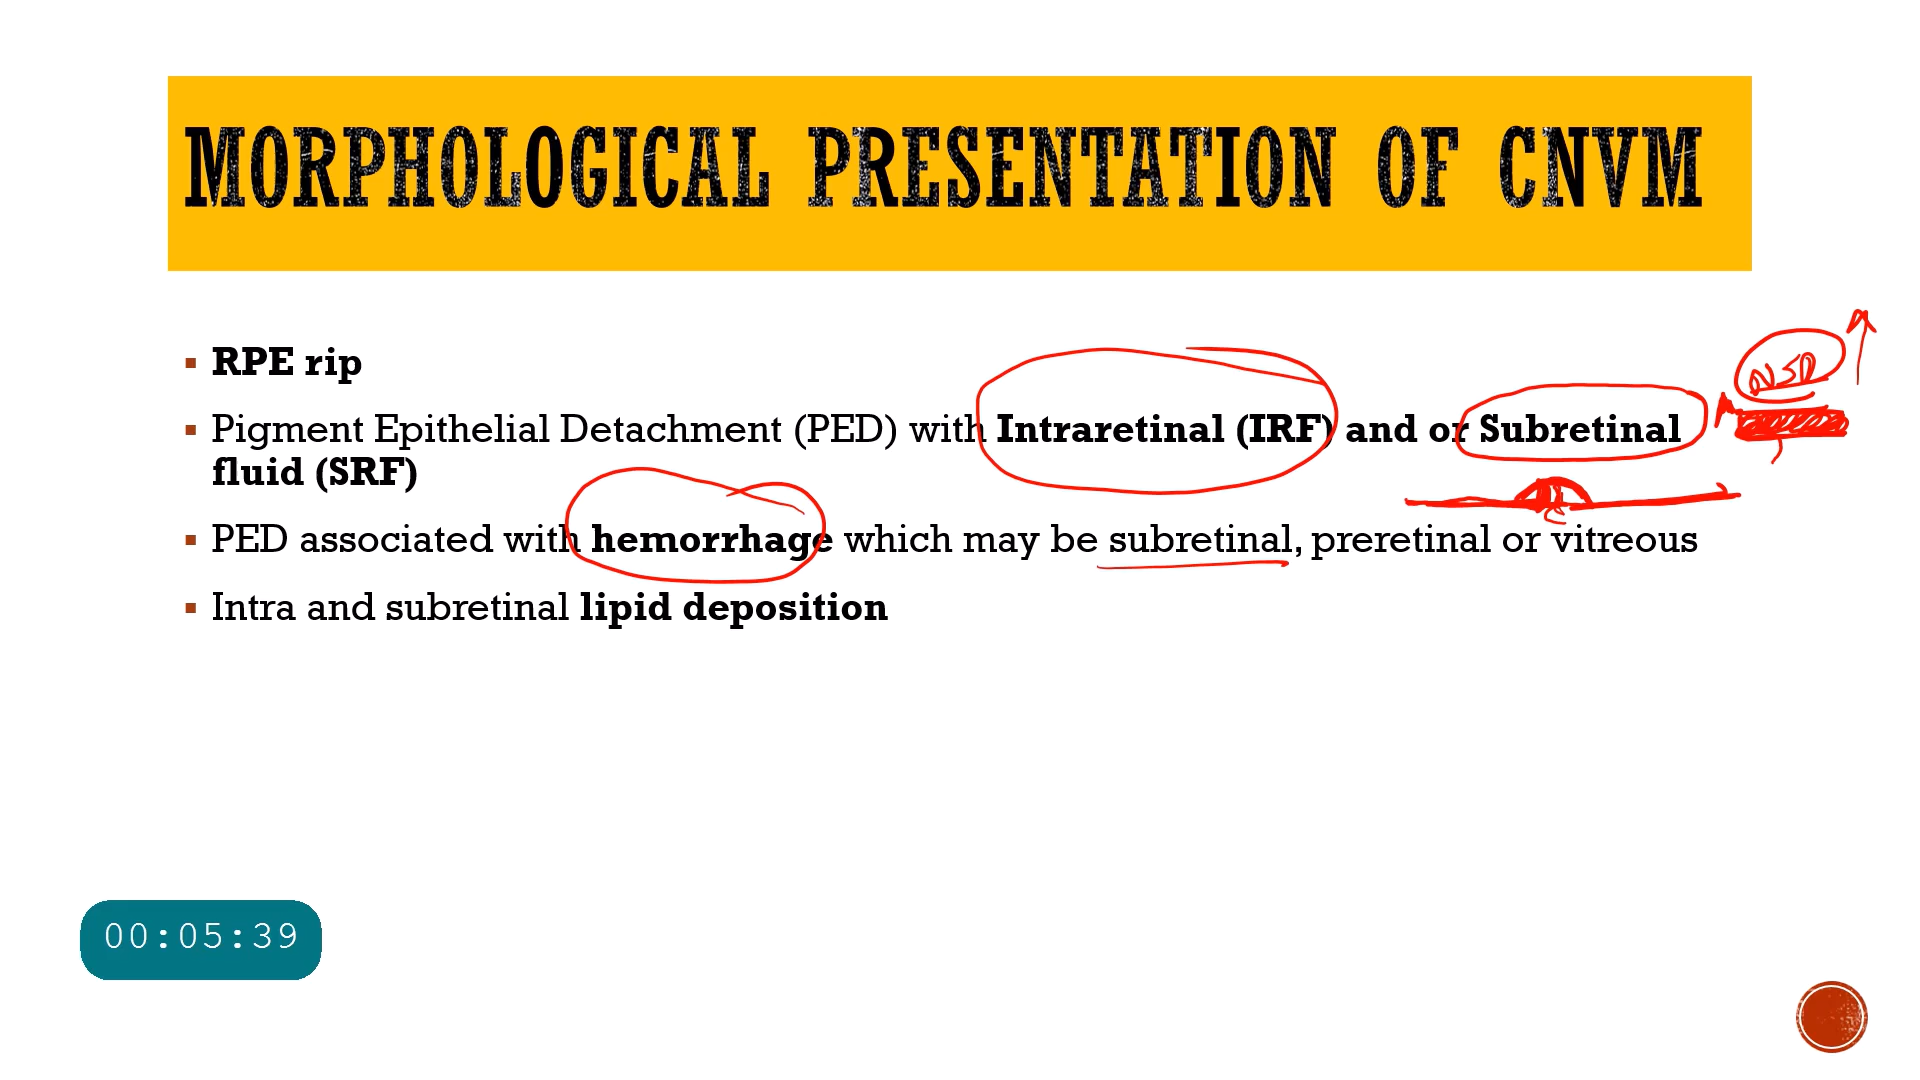 MORPHOLOGICAL PRESENTATION OF CNVM
RPE rip
Pigment Epithelial Detachment (PED) with Intraretinal (IRF) and or Subretinal
fluid (SRF)
PED associated with hemorrhage which may be subretinal, preretinal or vitreous
Intra and subretinal lipid deposition
NSR
00:05:39